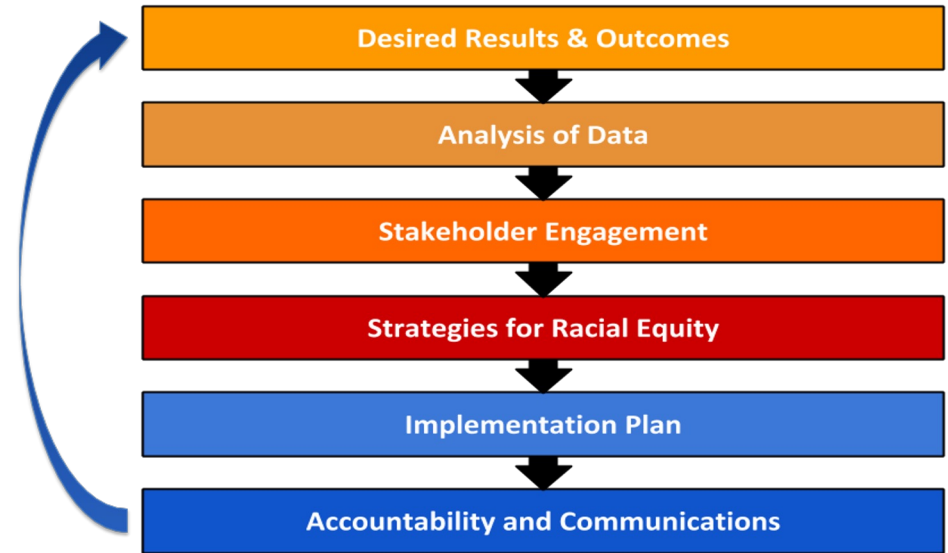 Desired Results & Outcomes
Analysis of Data
Stakeholder Engagement
Strategies for Racial Equity
Implementation Plan
Accountability and Communications